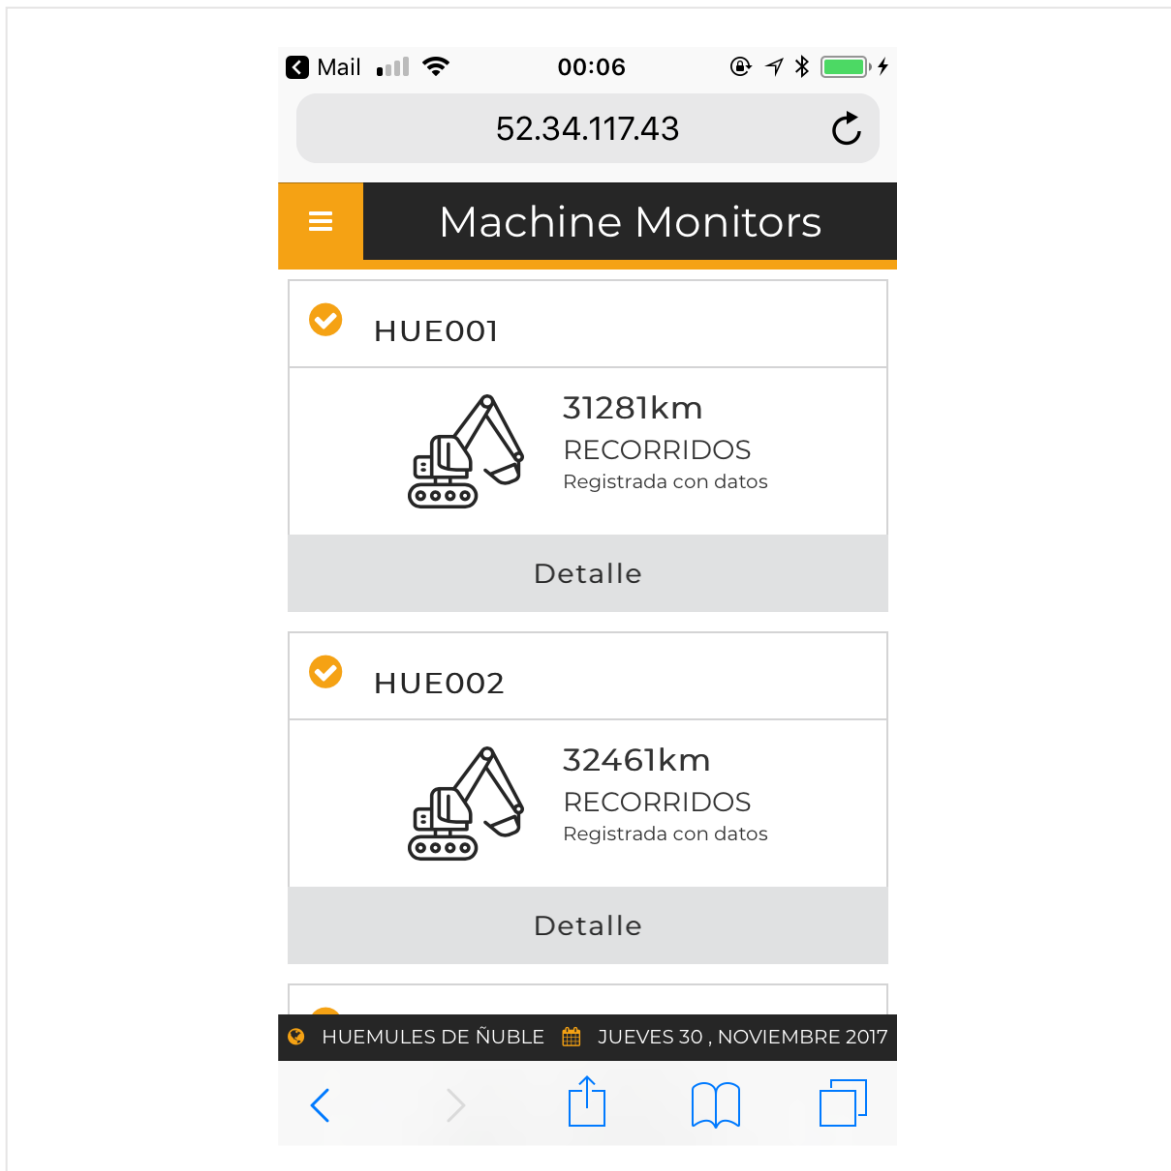 Mail 00:06
52.34.117.43
Machine Monitors
HUE001
31281km
RECORRIDOS
Registrada con datos
Detalle
HUE002
32461km
RECORRIDOS
Registrada con datos
Detalle
HUEMULES DE ÑUBLE JUEVES 30 , NOVIEMBRE 2017